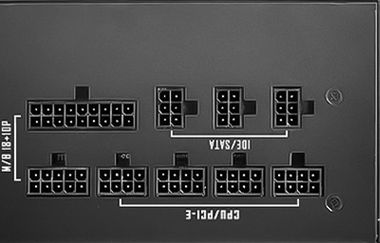 M/B 18+10P
IDE/SATA
CPU/PCI-E